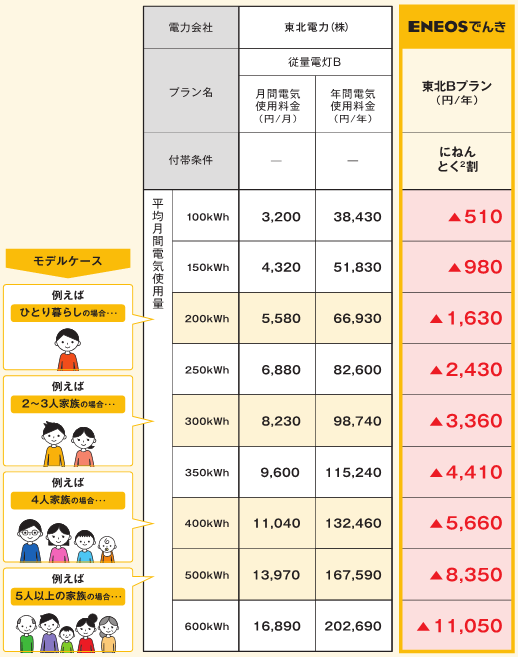 電力会社 東北電力(株) ENEOSでんき
プラン名 従量電灯B 東北Bプラン
(円/年)
月間電気 年間電気
使用料金 使用料金
(円/月) (円/年)
付帯条件 — — にねん
とく²割
平均月間電気使用量
100kWh 3,200 38,430 ▲510
150kWh 4,320 51,830 ▲980
200kWh 5,580 66,930 ▲1,630
250kWh 6,880 82,600 ▲2,430
300kWh 8,230 98,740 ▲3,360
350kWh 9,600 115,240 ▲4,410
400kWh 11,040 132,460 ▲5,660
500kWh 13,970 167,590 ▲8,350
600kWh 16,890 202,690 ▲11,050
モデルケース
例えば
ひとり暮らしの場合···
例えば
2〜3人家族の場合···
例えば
4人家族の場合···
例えば
5人以上の家族の場合···